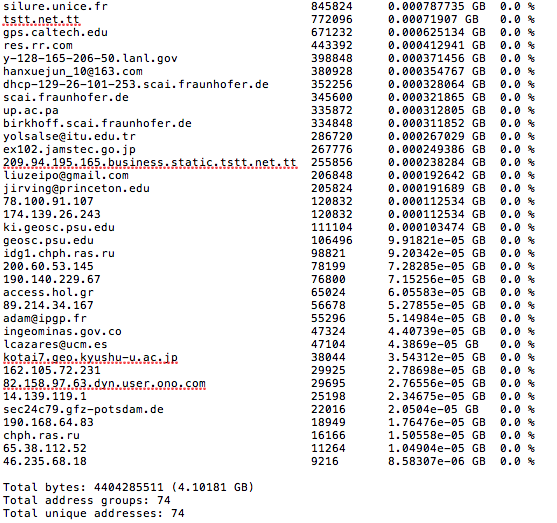 silure.unice.fr 845824 0.000787735 GB 0.0 %
tstt.net.tt 772096 0.00071907 GB 0.0 %
gps.caltech.edu 671232 0.000625134 GB 0.0 %
res.rr.com 443392 0.000412941 GB 0.0 %
y-128-165-206-50.lanl.gov 398848 0.000371456 GB 0.0 %
hanxuejun_10@163.com 380928 0.000354767 GB 0.0 %
dhcp-129-26-101-253.scai.fraunhofer.de 352256 0.000328064 GB 0.0 %
scai.fraunhofer.de 345600 0.000321865 GB 0.0 %
up.ac.pa 335872 0.000312805 GB 0.0 %
birkhoff.scai.fraunhofer.de 334848 0.000311852 GB 0.0 %
yolsalse@itu.edu.tr 286720 0.000267029 GB 0.0 %
ex102.jamstec.go.jp 267776 0.000249386 GB 0.0 %
209.94.195.165.business.static.tstt.net.tt 255856 0.000238284 GB 0.0 %
liuzeipo@gmail.com 206848 0.000192642 GB 0.0 %
jirving@princeton.edu 205824 0.000191689 GB 0.0 %
78.100.91.107 120832 0.000112534 GB 0.0 %
174.139.26.243 120832 0.000112534 GB 0.0 %
ki.geosc.psu.edu 111104 0.000103474 GB 0.0 %
geosc.psu.edu 106496 9.91821e-05 GB 0.0 %
idg1.chph.ras.ru 98821 9.20342e-05 GB 0.0 %
200.60.53.145 78199 7.28285e-05 GB 0.0 %
190.140.229.67 76800 7.15256e-05 GB 0.0 %
access.hol.gr 65024 6.05583e-05 GB 0.0 %
89.214.34.167 56678 5.27855e-05 GB 0.0 %
adam@ipgp.fr 55296 5.14984e-05 GB 0.0 %
ingeominas.gov.co 47324 4.40739e-05 GB 0.0 %
lcazares@ucm.es 47104 4.3869e-05 GB 0.0 %
kotai7.geo.kyushu-u.ac.jp 38044 3.54312e-05 GB 0.0 %
162.105.72.231 29925 2.78698e-05 GB 0.0 %
82.158.97.63.dyn.user.ono.com 29695 2.76556e-05 GB 0.0 %
14.139.119.1 25198 2.34675e-05 GB 0.0 %
sec24c79.gfz-potsdam.de 22016 2.0504e-05 GB 0.0 %
190.168.64.83 18949 1.76476e-05 GB 0.0 %
chph.ras.ru 16166 1.50558e-05 GB 0.0 %
65.38.112.52 11264 1.04904e-05 GB 0.0 %
46.235.68.18 9216 8.58307e-06 GB 0.0 %
Total bytes: 4404285511 (4.10181 GB)
Total address groups: 74
Total unique addresses: 74